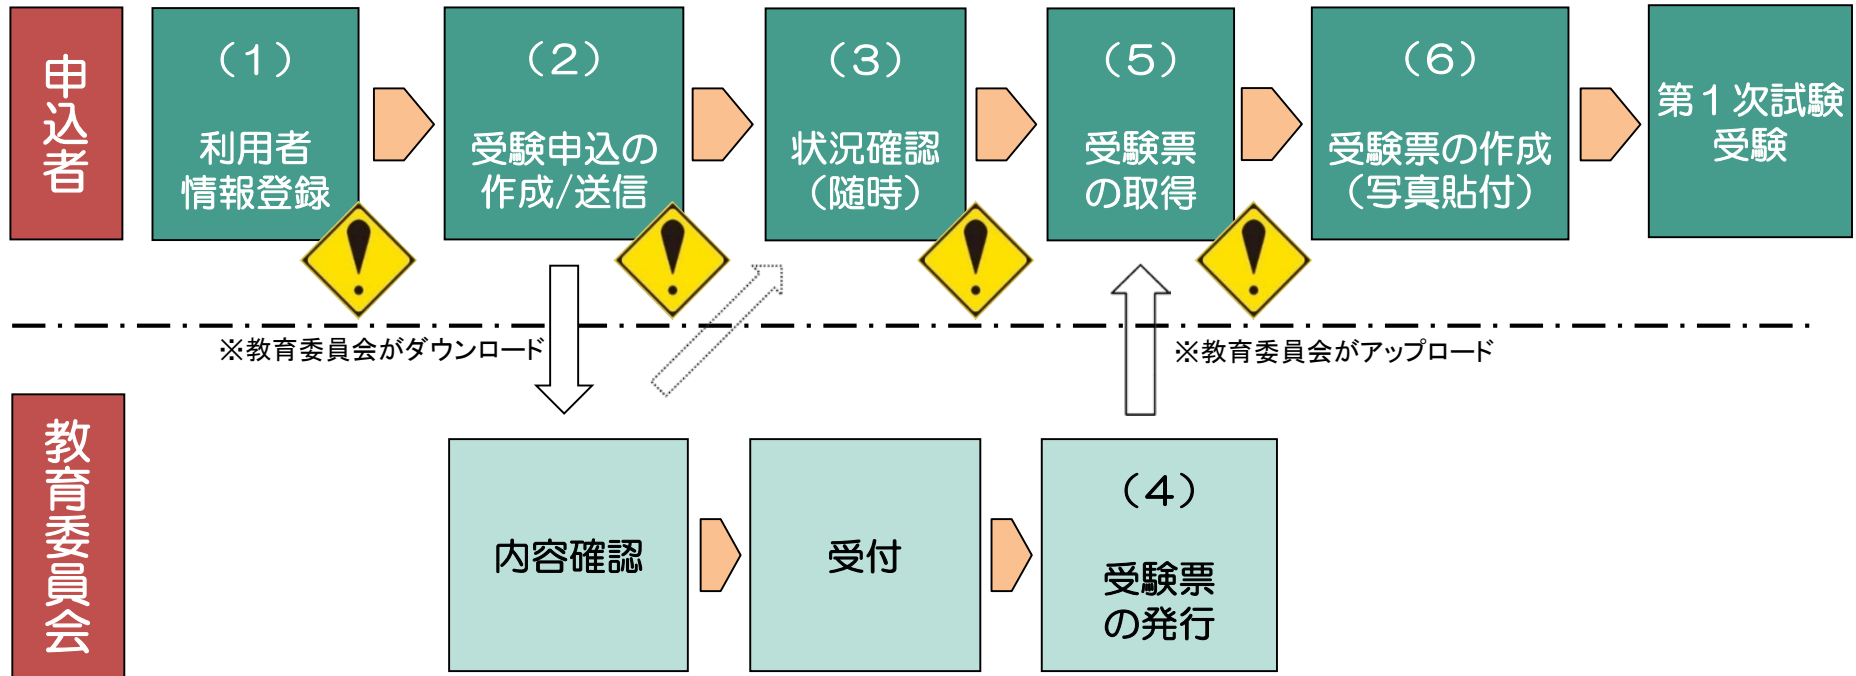 申込者
（１）
利用者
情報登録
（２）
受験申込の
作成/送信
（３）
状況確認
（随時）
（５）
受験票
の取得
（６）
受験票の作成
（写真貼付）
第１次試験
受験
※教育委員会がダウンロード
※教育委員会がアップロード
教育委員会
内容確認
受付
（４）
受験票
の発行